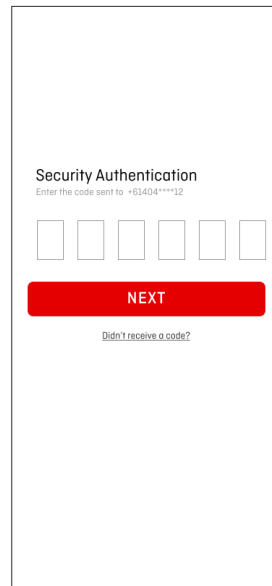 Security Authentication
Enter the code sent to +61404****12
NEXT
Didn't receive a code?